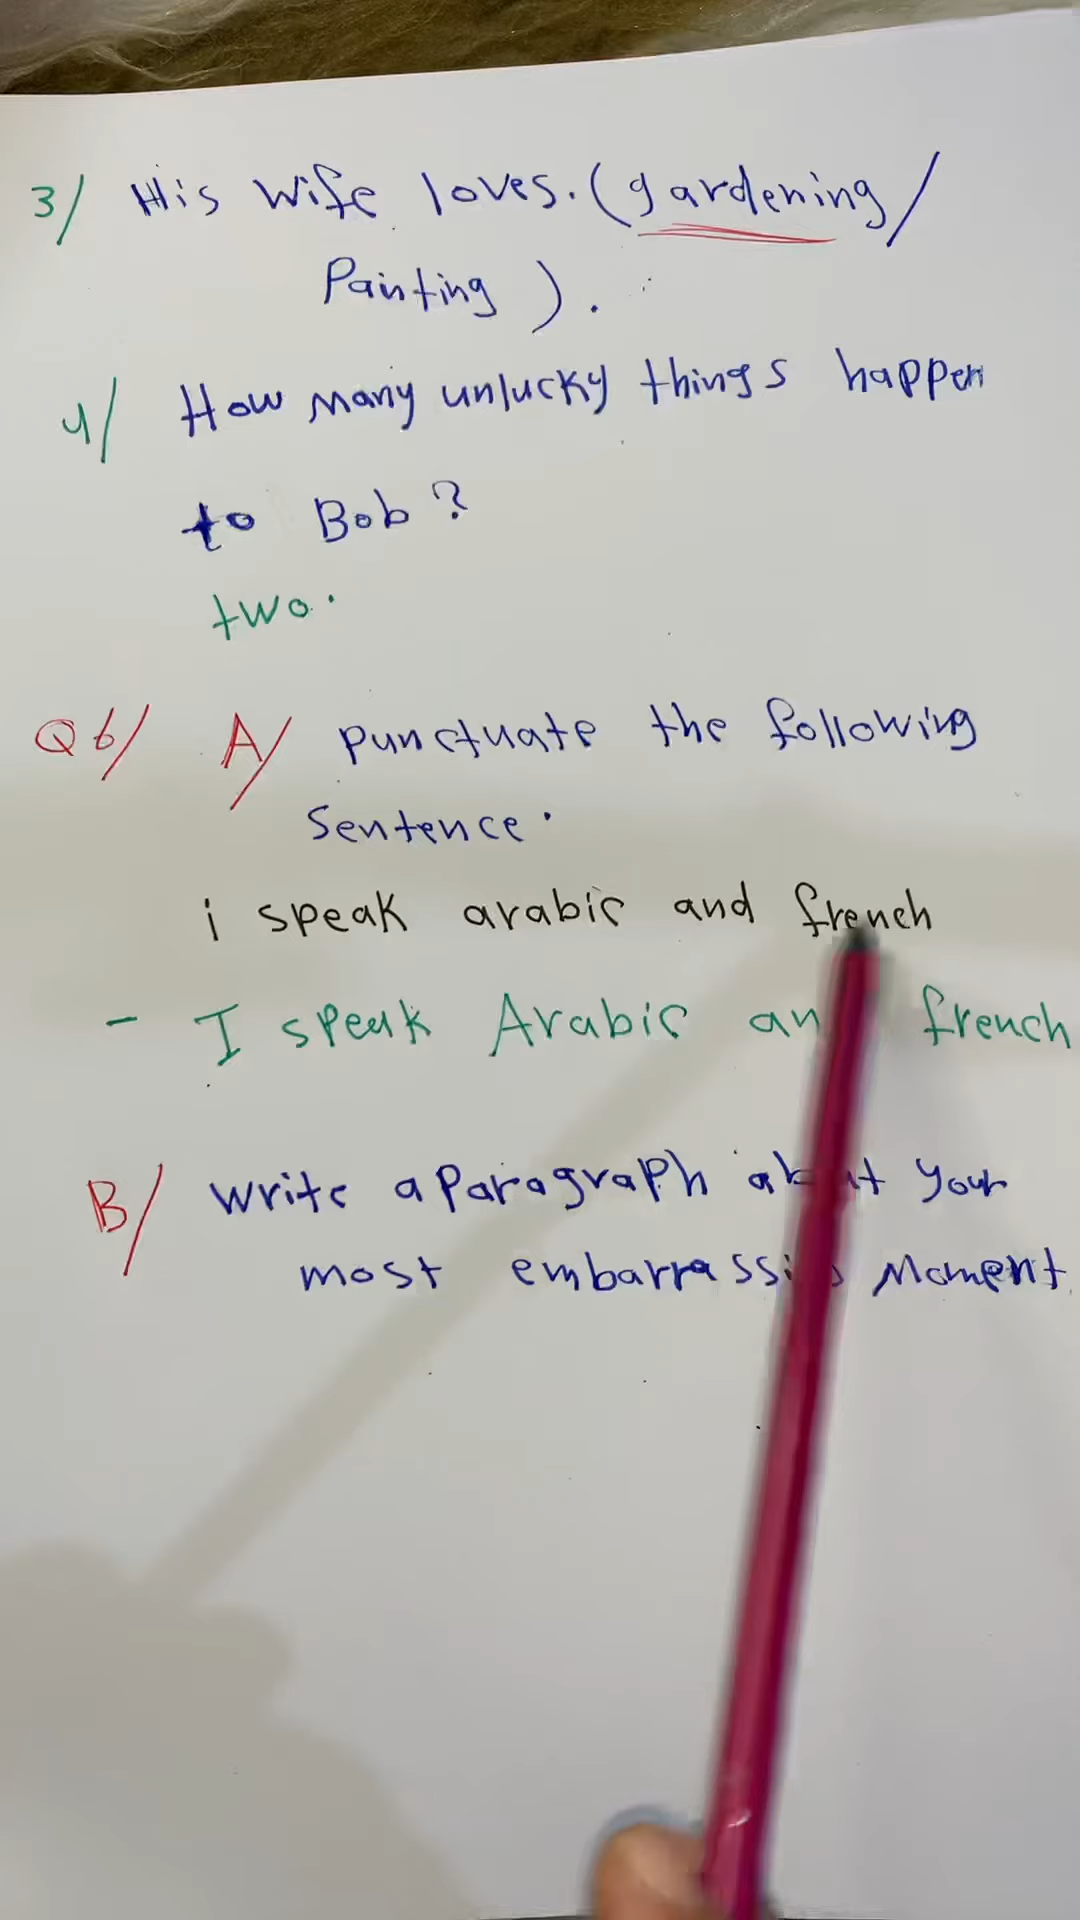 3/ His wife loves. (gardening/
Painting ).
4/ How many unlucky things happen
to Bob?
two.
Q6/ A/ punctuate the following
sentence.
i speak arabic and french
- I speak Arabic an french
B/ write a paragraph your
most Moment.